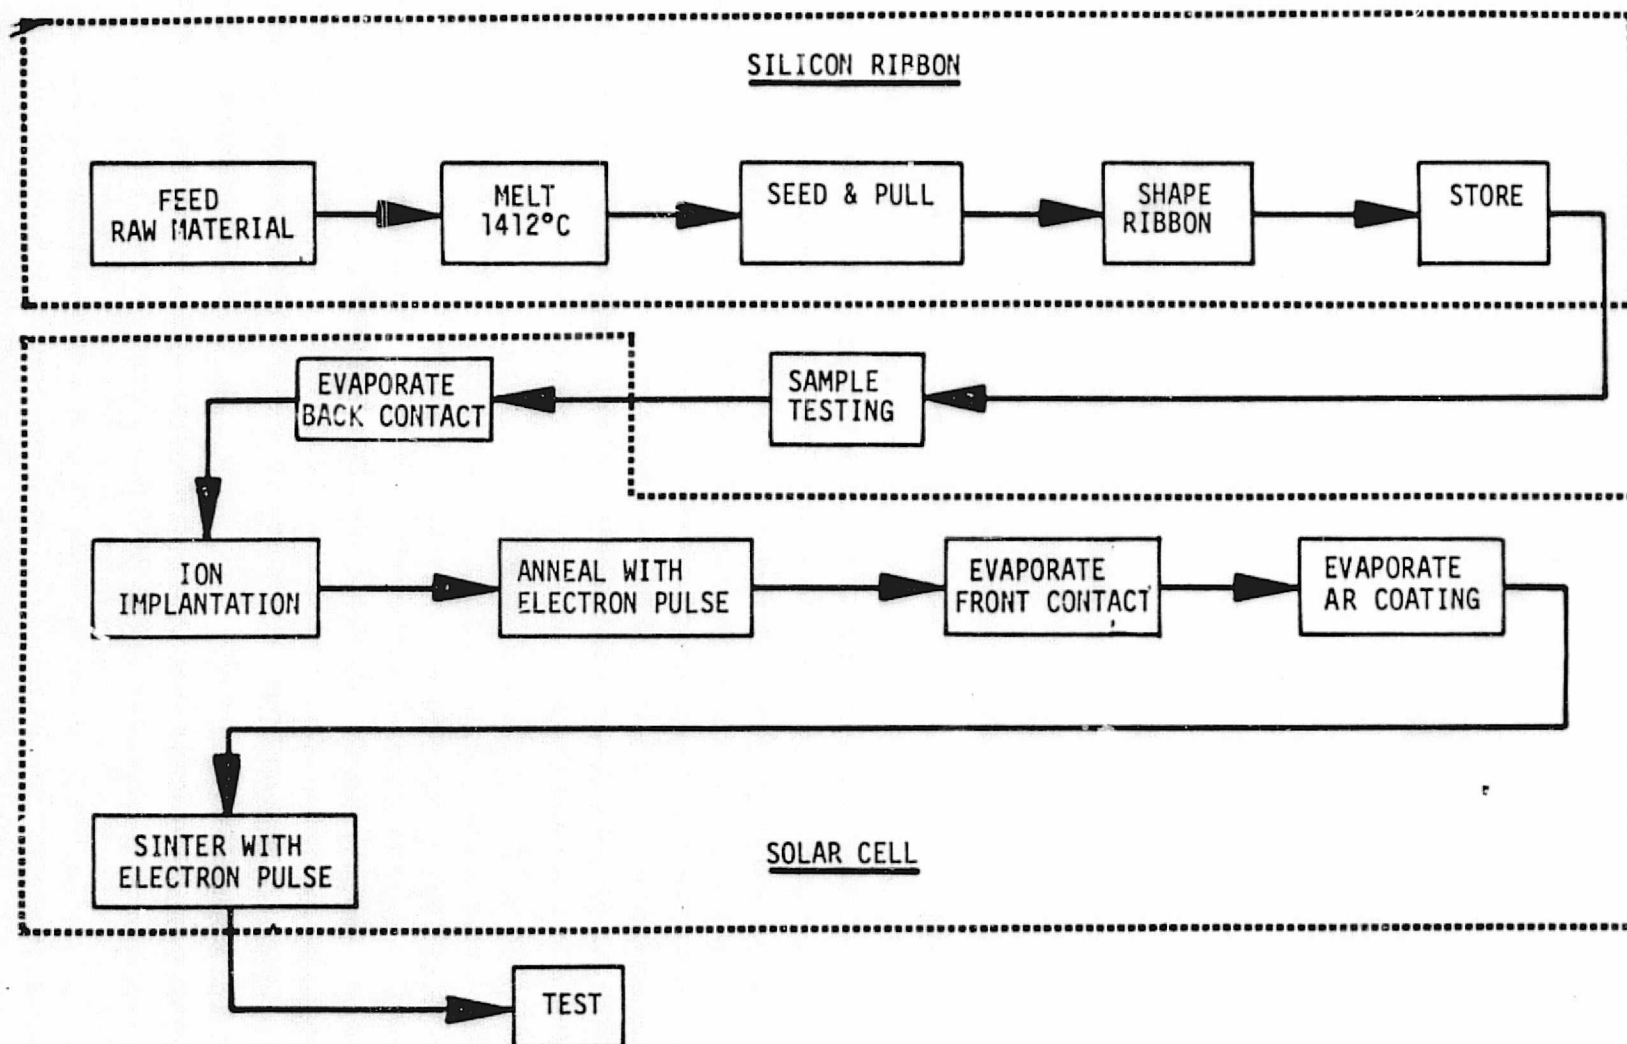 SILICON RIBBON
FEED
RAW MATERIAL
MELT
1412°C
SEED & PULL
SHAPE
RIBBON
STORE
EVAPORATE
BACK CONTACT
SAMPLE
TESTING
ION
IMPLANTATION
ANNEAL WITH
ELECTRON PULSE
EVAPORATE
FRONT CONTACT
EVAPORATE
AR COATING
SINTER WITH
ELECTRON PULSE
SOLAR CELL
TEST